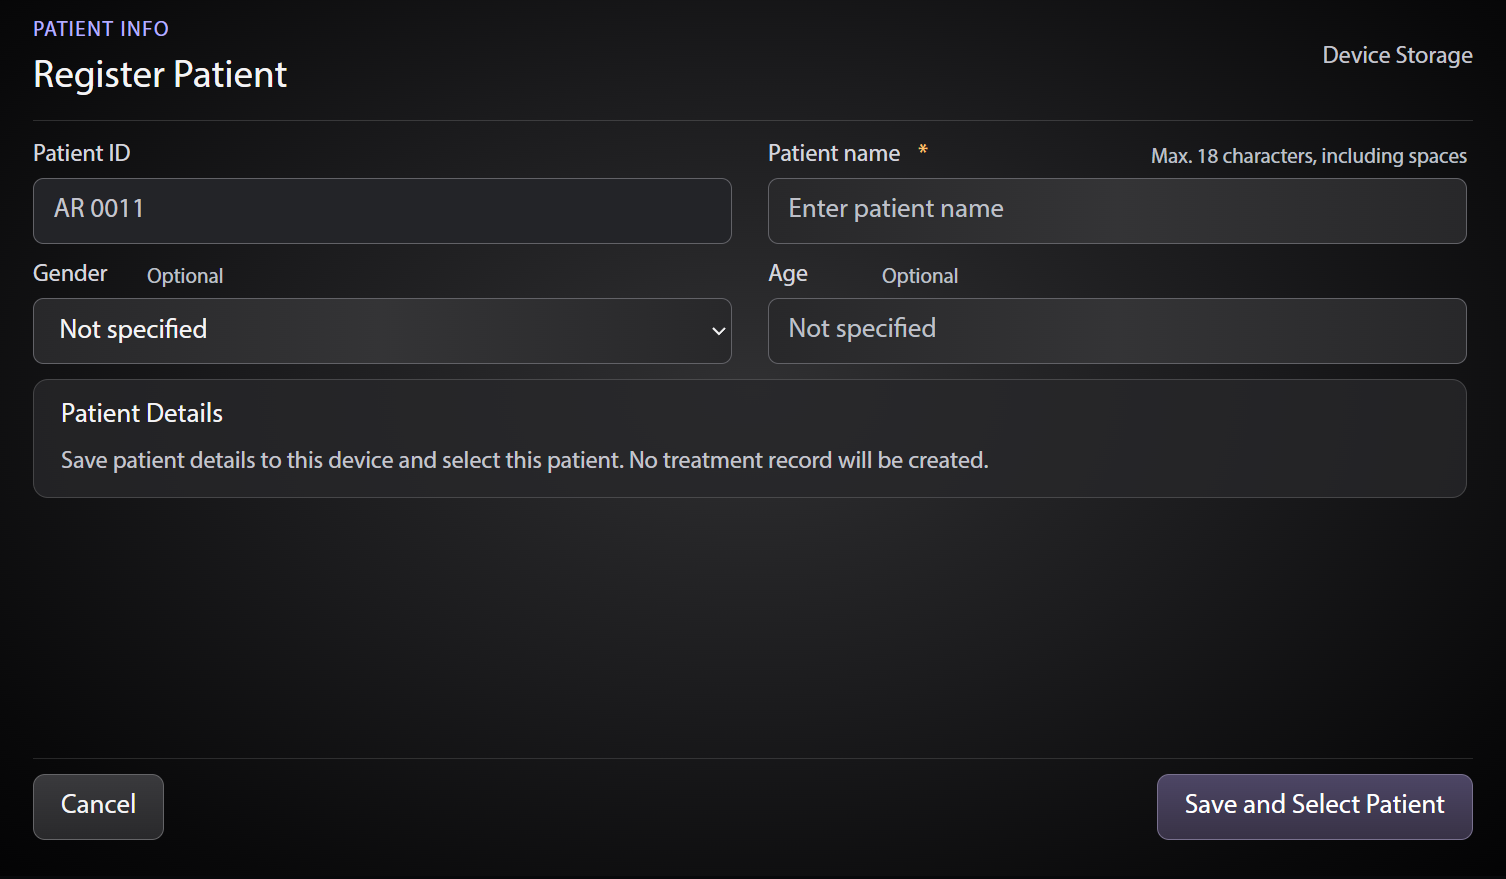 PATIENT INFO
Register Patient
Device Storage
Patient ID
Patient name *
Max. 18 characters, including spaces
AR 0011
Enter patient name
Gender Optional
Age Optional
Not specified
Not specified
Patient Details
Save patient details to this device and select this patient. No treatment record will be created.
Cancel
Save and Select Patient